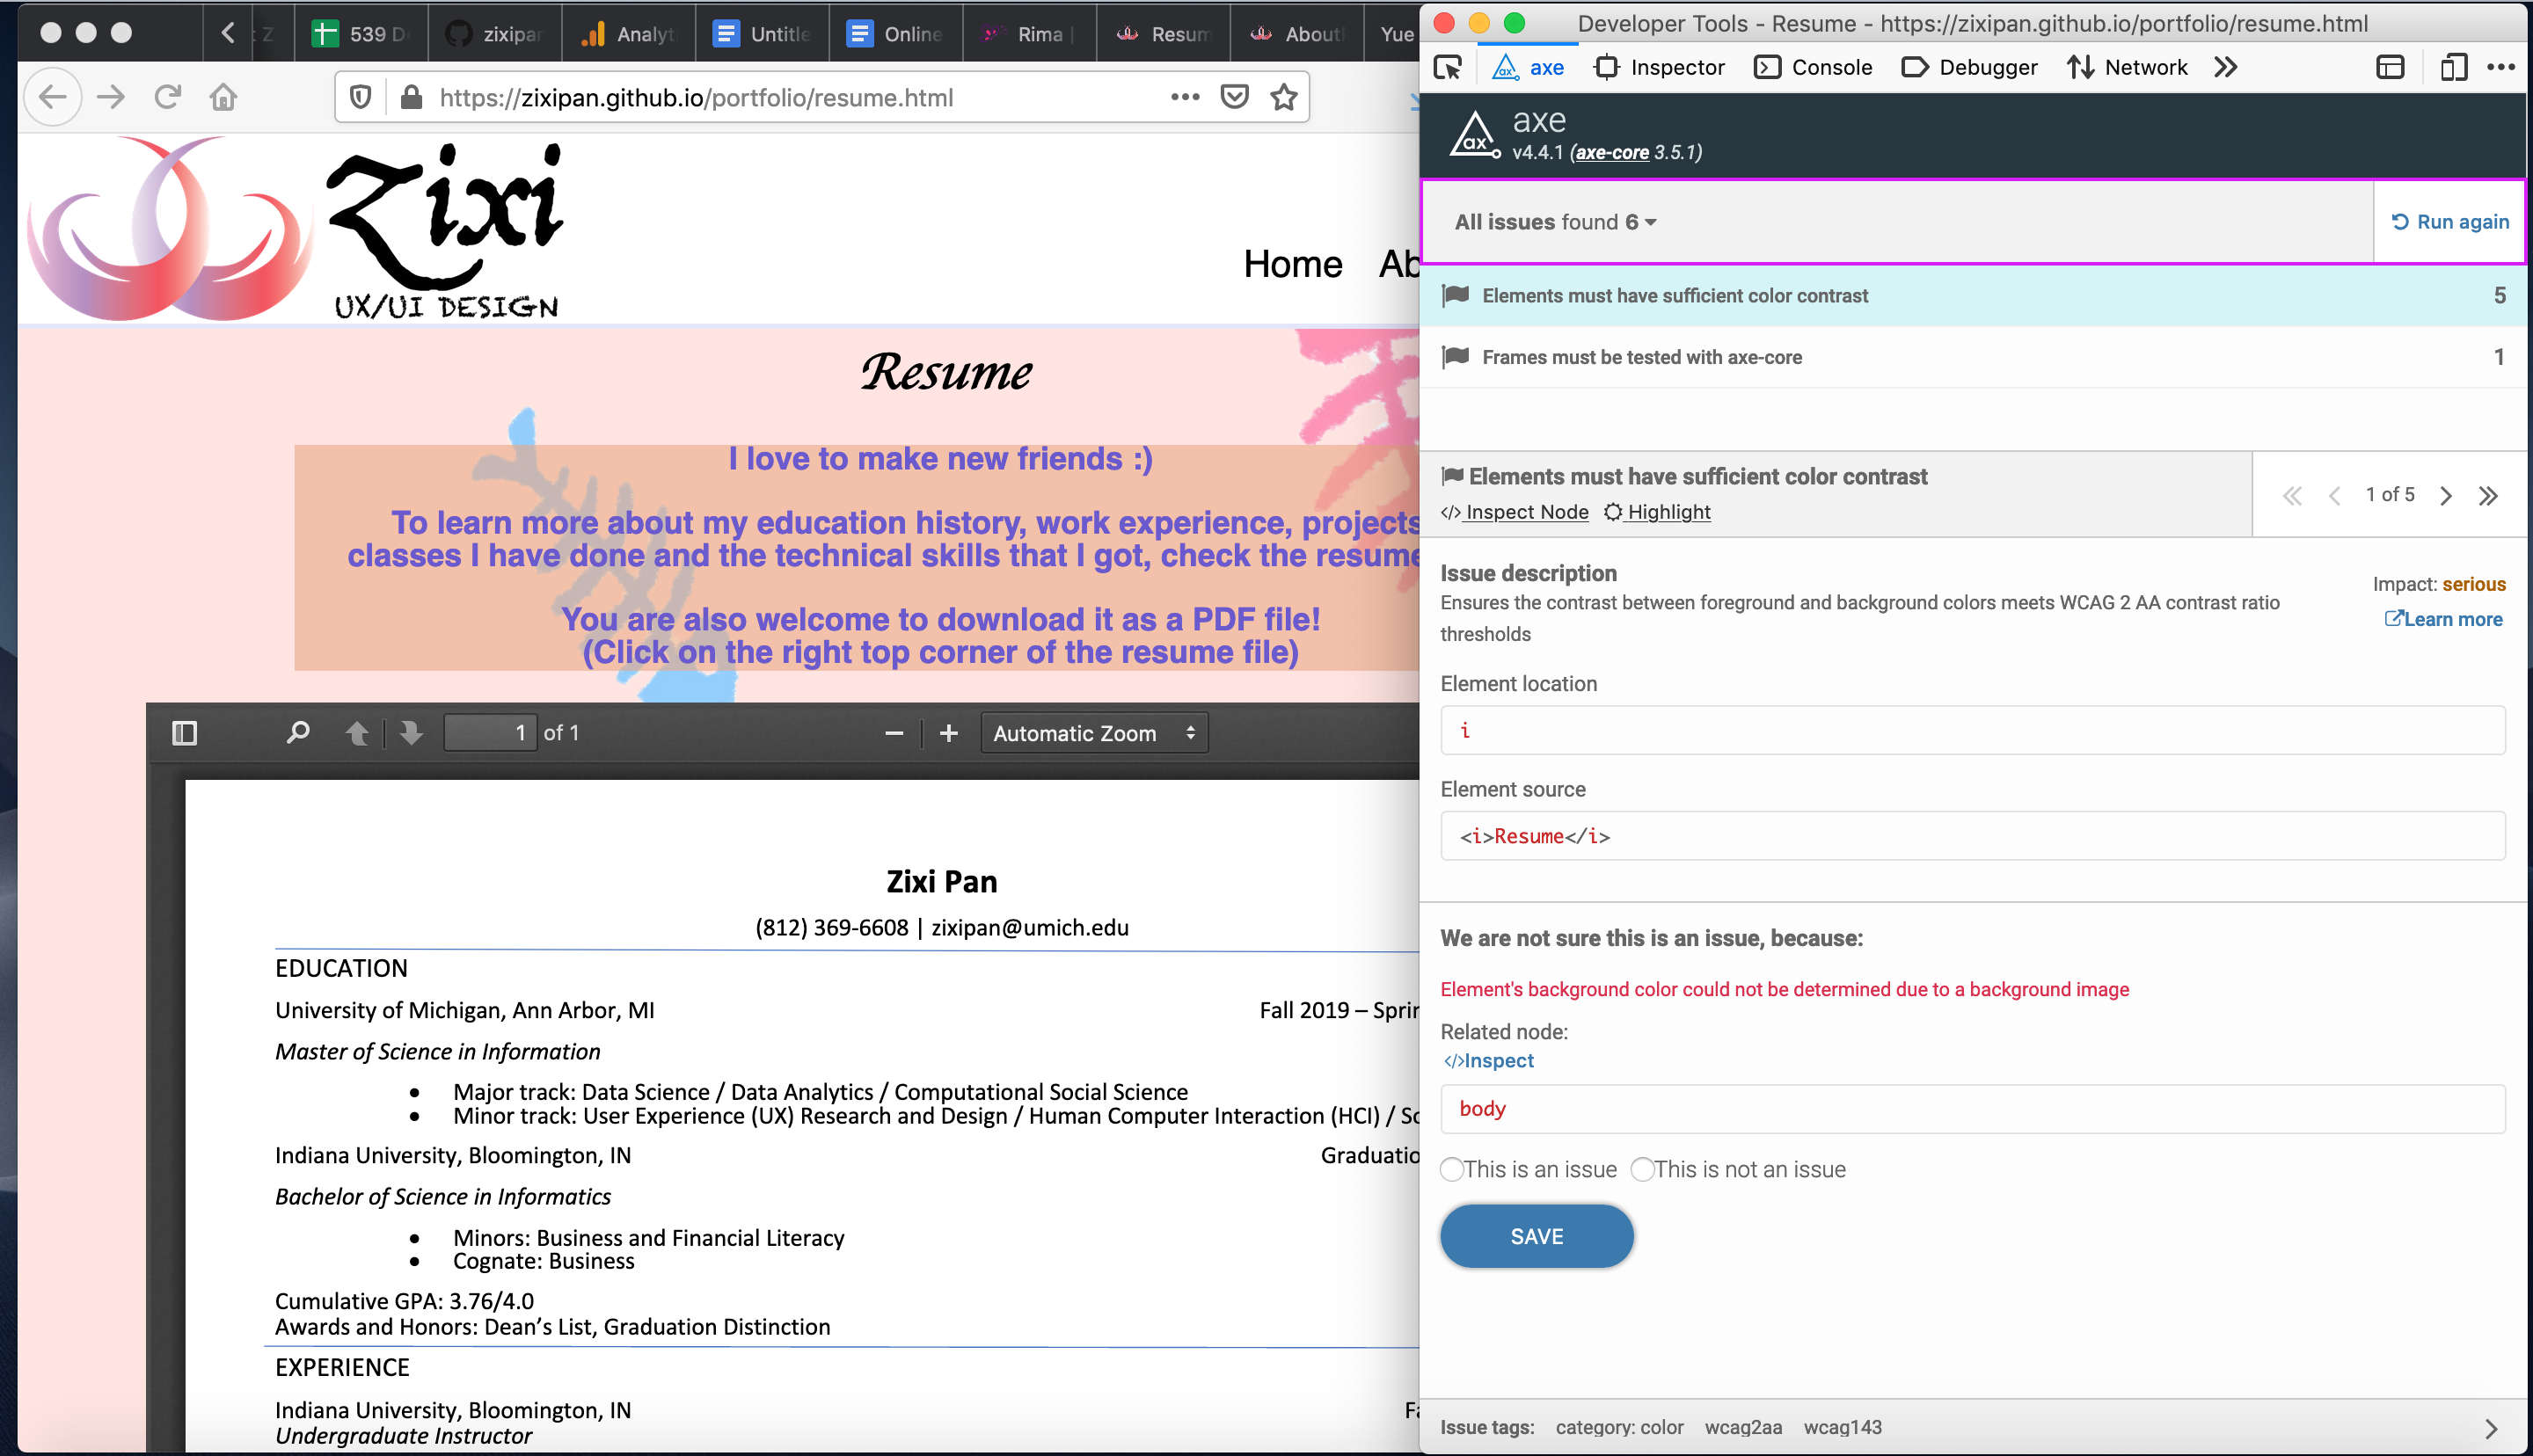 Z
539 D
zixipar
Analyti
Untitle
Online
Rima |
Resum
About
Yue
https://zixipan.github.io/portfolio/resume.html
Zixi
UX/UI DESIGN
Home Ab
Resume
I love to make new friends :)
To learn more about my education history, work experience, projects
classes I have done and the technical skills that I got, check the resume
You are also welcome to download it as a PDF file!
(Click on the right top corner of the resume file)
1 of 1
Automatic Zoom
Zixi Pan
(812) 369-6608 | zixipan@umich.edu
EDUCATION
University of Michigan, Ann Arbor, MI Fall 2019 – Sprin
Master of Science in Information
• Major track: Data Science / Data Analytics / Computational Social Science
• Minor track: User Experience (UX) Research and Design / Human Computer Interaction (HCI) / Sc
Indiana University, Bloomington, IN Graduatio
Bachelor of Science in Informatics
• Minors: Business and Financial Literacy
• Cognate: Business
Cumulative GPA: 3.76/4.0
Awards and Honors: Dean’s List, Graduation Distinction
EXPERIENCE
Indiana University, Bloomington, IN Fa
Undergraduate Instructor
Developer Tools - Resume - https://zixipan.github.io/portfolio/resume.html
axe Inspector Console Debugger Network
ax
axe
v4.4.1 (axe-core 3.5.1)
All issues found 6
Run again
Elements must have sufficient color contrast 5
Frames must be tested with axe-core 1
Elements must have sufficient color contrast
</> Inspect Node Highlight
1 of 5
Issue description
Impact: serious
Ensures the contrast between foreground and background colors meets WCAG 2 AA contrast ratio
thresholds
Learn more
Element location
i
Element source
<i>Resume</i>
We are not sure this is an issue, because:
Element's background color could not be determined due to a background image
Related node:
</>Inspect
body
This is an issue This is not an issue
SAVE
Issue tags: category: color wcag2aa wcag143